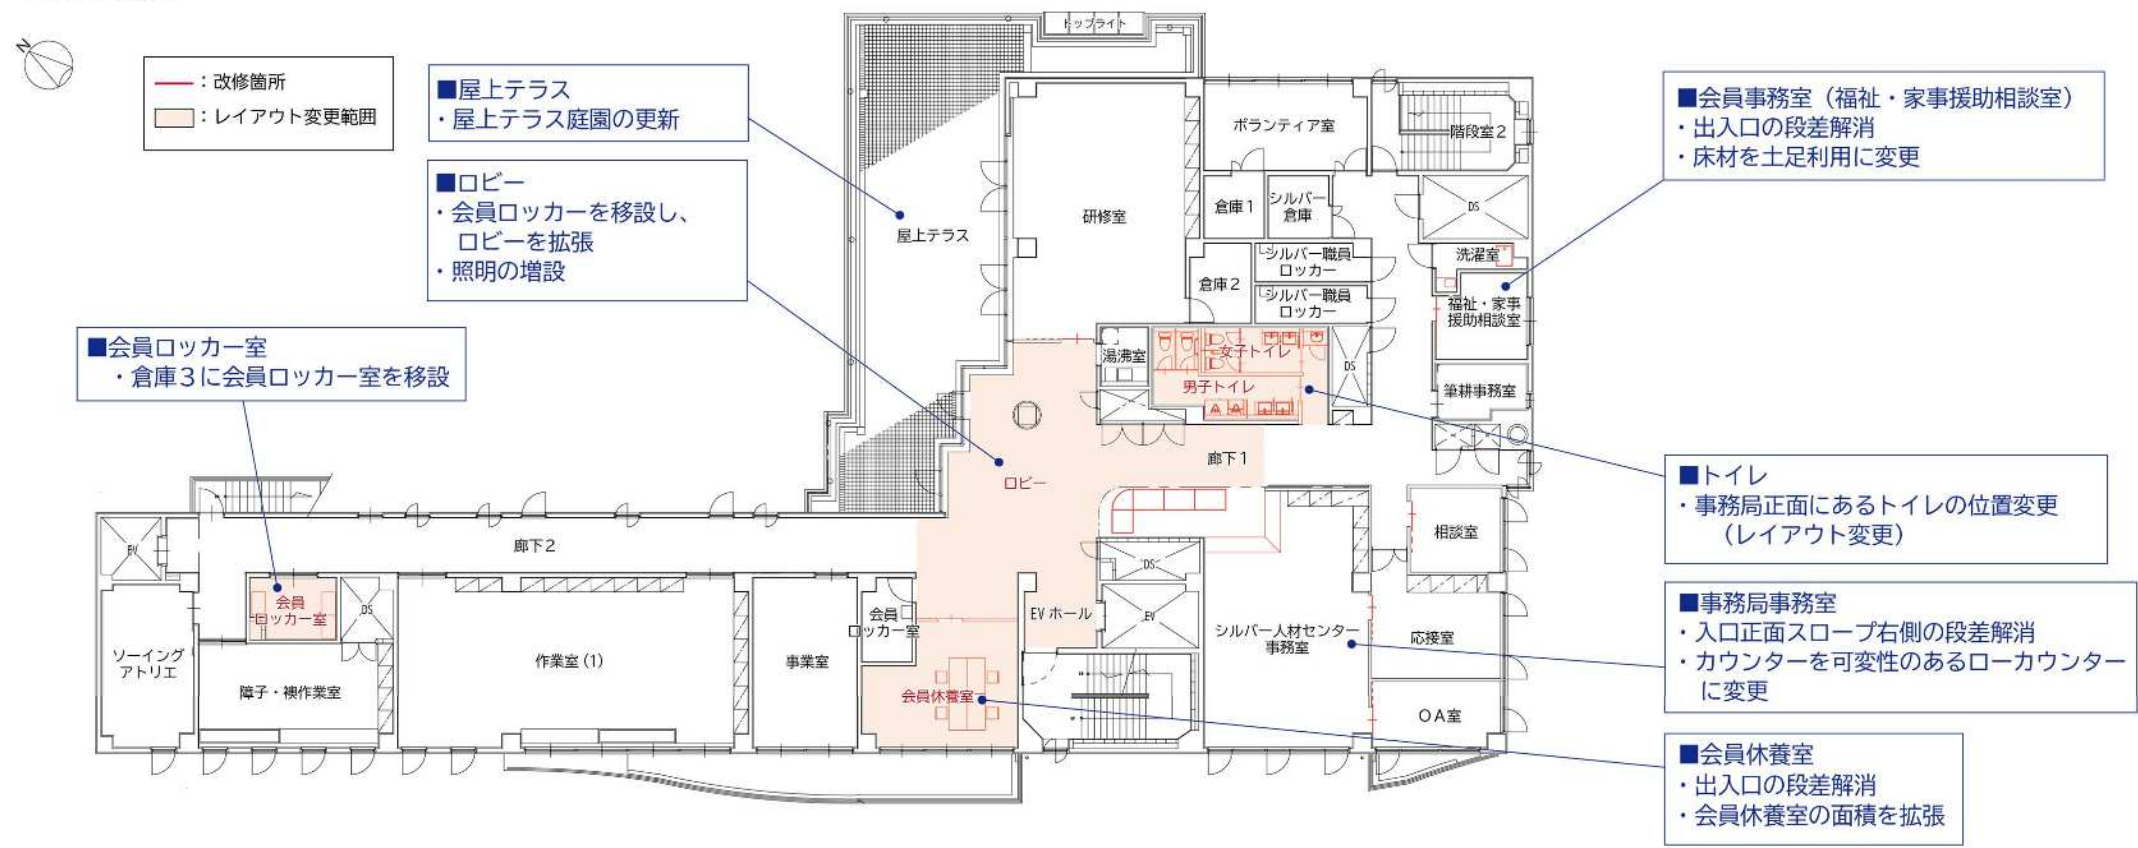 N
：改修箇所
：レイアウト変更範囲
■屋上テラス
・屋上テラス庭園の更新
■ロビー
・会員ロッカーを移設し、
ロビーを拡張
・照明の増設
■会員ロッカー室
・倉庫３に会員ロッカー室を移設
■会員事務室（福祉・家事援助相談室）
・出入口の段差解消
・床材を土足利用に変更
■トイレ
・事務局正面にあるトイレの位置変更
（レイアウト変更）
■事務局事務室
・入口正面スロープ右側の段差解消
・カウンターを可変性のあるローカウンター
に変更
■会員休養室
・出入口の段差解消
・会員休養室の面積を拡張
トップライト
屋上テラス
研修室
ボランティア室
階段室２
倉庫１
シルバー
倉庫
DS
倉庫２
シルバー職員
ロッカー
シルバー職員
ロッカー
洗濯室
福祉・家事
援助相談室
湯沸室
女子トイレ
男子トイレ
DS
筆耕事務室
廊下１
ロビー
相談室
EV
廊下２
DS
EV
EVホール
会員
ロッカー室
DS
会員
ロッカー室
ソーイング
アトリエ
障子・襖作業室
作業室(1)
事業室
会員休養室
シルバー人材センター
事務室
応接室
ＯＡ室